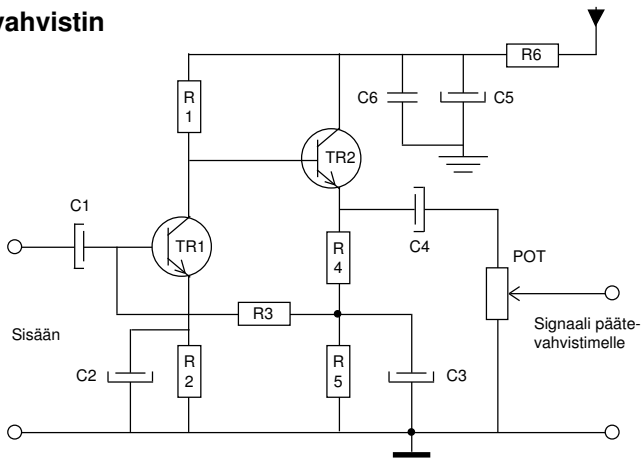 vahvistin
R6
R
1
C6
C5
TR2
C1
TR1
C4
R
4
POT
R3
Sisään
Signaali pääte-
vahvistimelle
C2
R
2
R
5
C3